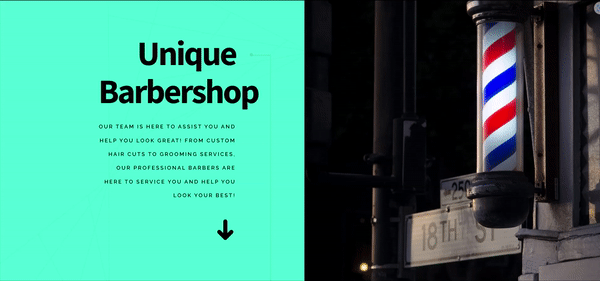 Unique
Barbershop
OUR TEAM IS HERE TO ASSIST YOU AND
HELP YOU LOOK GREAT! FROM CUSTOM
HAIR CUTS TO GROOMING SERVICES.
OUR PROFESSIONAL BARBERS ARE
HERE TO SERVICE YOU AND HELP YOU
LOOK YOUR BEST!
250
18TH ST